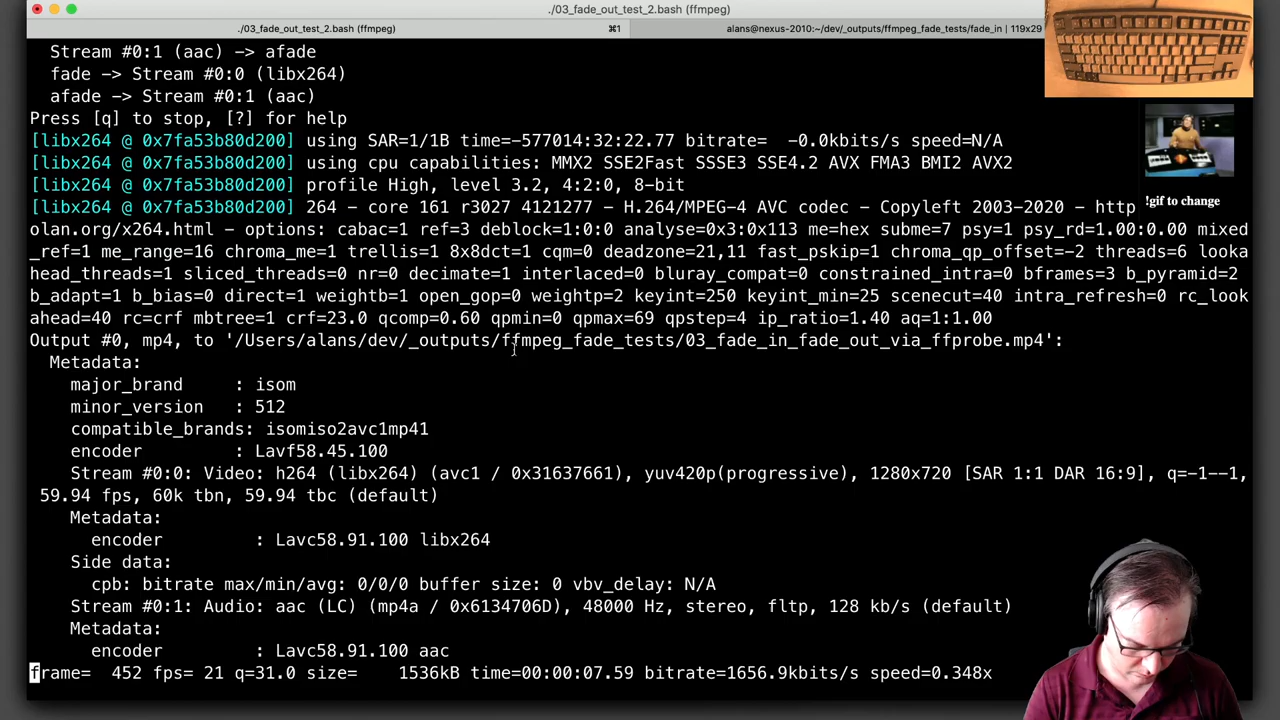 ./03_fade_out_test_2.bash (ffmpeg)
./03_fade_out_test_2.bash (ffmpeg) ⌘1 alans@nexus-2010:~/dev/_outputs/ffmpeg_fade_tests/fade_in | 119x29
Stream #0:1 (aac) -> afade
fade -> Stream #0:0 (libx264)
afade -> Stream #0:1 (aac)
Press [q] to stop, [?] for help
[libx264 @ 0x7fa53b80d200] using SAR=1/1B time=-577014:32:22.77 bitrate=  -0.0kbits/s speed=N/A
[libx264 @ 0x7fa53b80d200] using cpu capabilities: MMX2 SSE2Fast SSSE3 SSE4.2 AVX FMA3 BMI2 AVX2
[libx264 @ 0x7fa53b80d200] profile High, level 3.2, 4:2:0, 8-bit
[libx264 @ 0x7fa53b80d200] 264 - core 161 r3027 4121277 - H.264/MPEG-4 AVC codec - Copyleft 2003-2020 - http
!gif to change
olan.org/x264.html - options: cabac=1 ref=3 deblock=1:0:0 analyse=0x3:0x113 me=hex subme=7 psy=1 psy_rd=1.00:0.00 mixed
_ref=1 me_range=16 chroma_me=1 trellis=1 8x8dct=1 cqm=0 deadzone=21,11 fast_pskip=1 chroma_qp_offset=-2 threads=6 looka
head_threads=1 sliced_threads=0 nr=0 decimate=1 interlaced=0 bluray_compat=0 constrained_intra=0 bframes=3 b_pyramid=2
b_adapt=1 b_bias=0 direct=1 weightb=1 open_gop=0 weightp=2 keyint=250 keyint_min=25 scenecut=40 intra_refresh=0 rc_look
ahead=40 rc=crf mbtree=1 crf=23.0 qcomp=0.60 qpmin=0 qpmax=69 qpstep=4 ip_ratio=1.40 aq=1:1.00
Output #0, mp4, to '/Users/alans/dev/_outputs/ffmpeg_fade_tests/03_fade_in_fade_out_via_ffprobe.mp4':
Metadata:
major_brand     : isom
minor_version   : 512
compatible_brands: isomiso2avc1mp41
encoder         : Lavf58.45.100
Stream #0:0: Video: h264 (libx264) (avc1 / 0x31637661), yuv420p(progressive), 1280x720 [SAR 1:1 DAR 16:9], q=-1--1,
59.94 fps, 60k tbn, 59.94 tbc (default)
Metadata:
encoder         : Lavc58.91.100 libx264
Side data:
cpb: bitrate max/min/avg: 0/0/0 buffer size: 0 vbv_delay: N/A
Stream #0:1: Audio: aac (LC) (mp4a / 0x6134706D), 48000 Hz, stereo, fltp, 128 kb/s (default)
Metadata:
encoder         : Lavc58.91.100 aac
frame=  452 fps= 21 q=31.0 size=    1536kB time=00:00:07.59 bitrate=1656.9kbits/s speed=0.348x